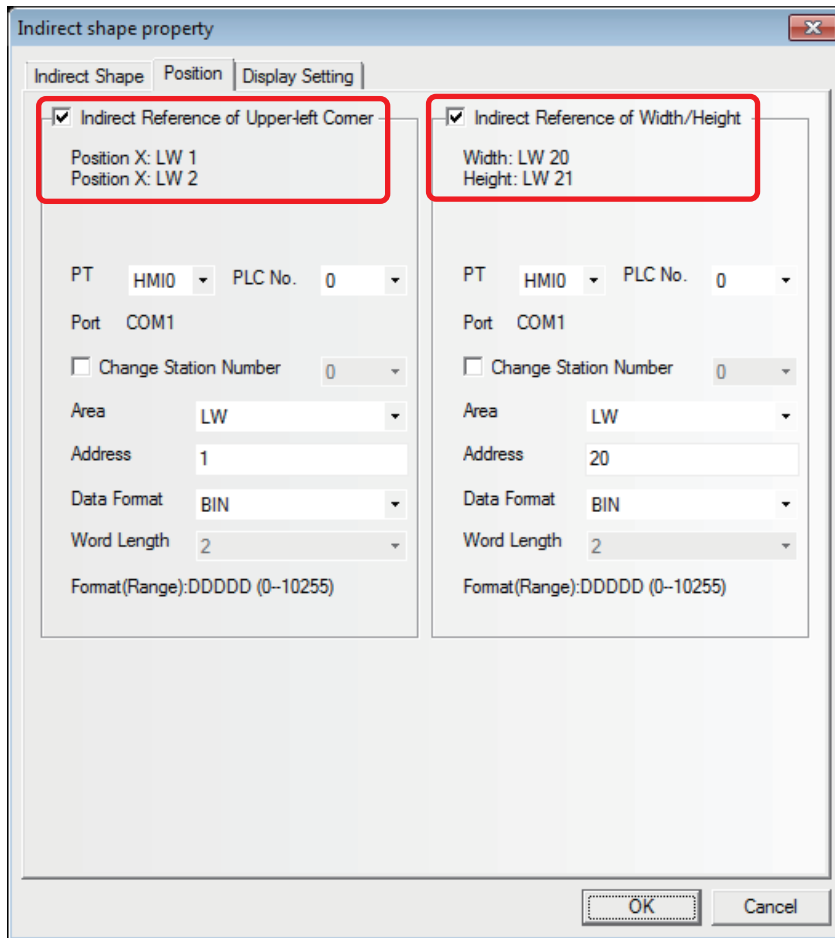 Indirect shape property
Indirect Shape Position Display Setting
Indirect Reference of Upper-left Corner
Position X: LW 1
Position X: LW 2
PT HMI0 PLC No. 0
Port COM1
Change Station Number 0
Area LW
Address 1
Data Format BIN
Word Length 2
Format(Range):DDDDD (0--10255)
Indirect Reference of Width/Height
Width: LW 20
Height: LW 21
PT HMI0 PLC No. 0
Port COM1
Change Station Number 0
Area LW
Address 20
Data Format BIN
Word Length 2
Format(Range):DDDDD (0--10255)
OK Cancel